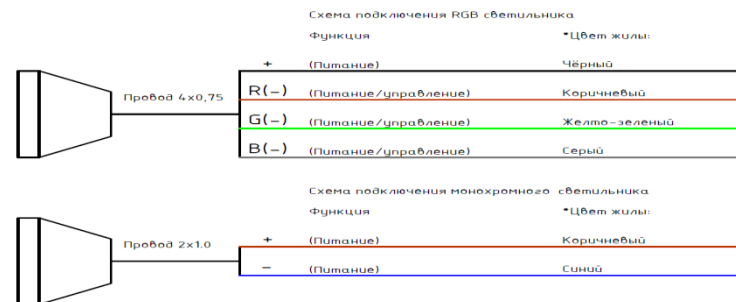 Схема подключения RGB светильника
Функция *Цвет жилы:
+ (Питание) Чёрный
Провод 4x0,75
R(-) (Питание/управление) Коричневый
G(-) (Питание/управление) Желто-зеленый
B(-) (Питание/управление) Серый
Схема подключения монохромного светильника
Функция *Цвет жилы:
Провод 2x1.0
+ (Питание) Коричневый
- (Питание) Синий